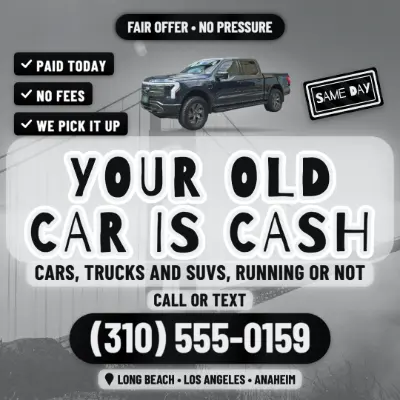 FAIR OFFER • NO PRESSURE
✓ PAID TODAY
✓ NO FEES
✓ WE PICK IT UP
SAME DAY
YOUR OLD
CAR IS CASH
CARS, TRUCKS AND SUVS, RUNNING OR NOT
CALL OR TEXT
(310) 555-0159
LONG BEACH • LOS ANGELES • ANAHEIM